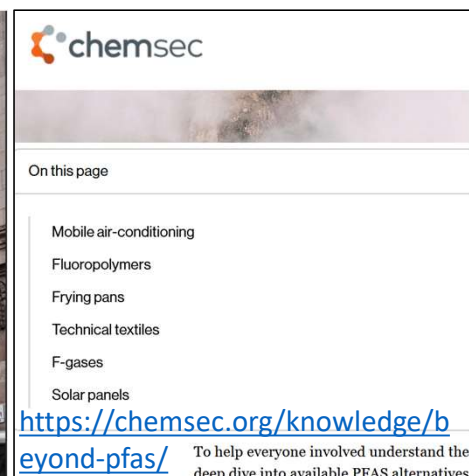 chemsec
On this page
Mobile air-conditioning
Fluoropolymers
Frying pans
Technical textiles
F-gases
Solar panels
https://chemsec.org/knowledge/b
eyond-pfas/
To help everyone involved understand the
deep dive into available PFAS alternatives